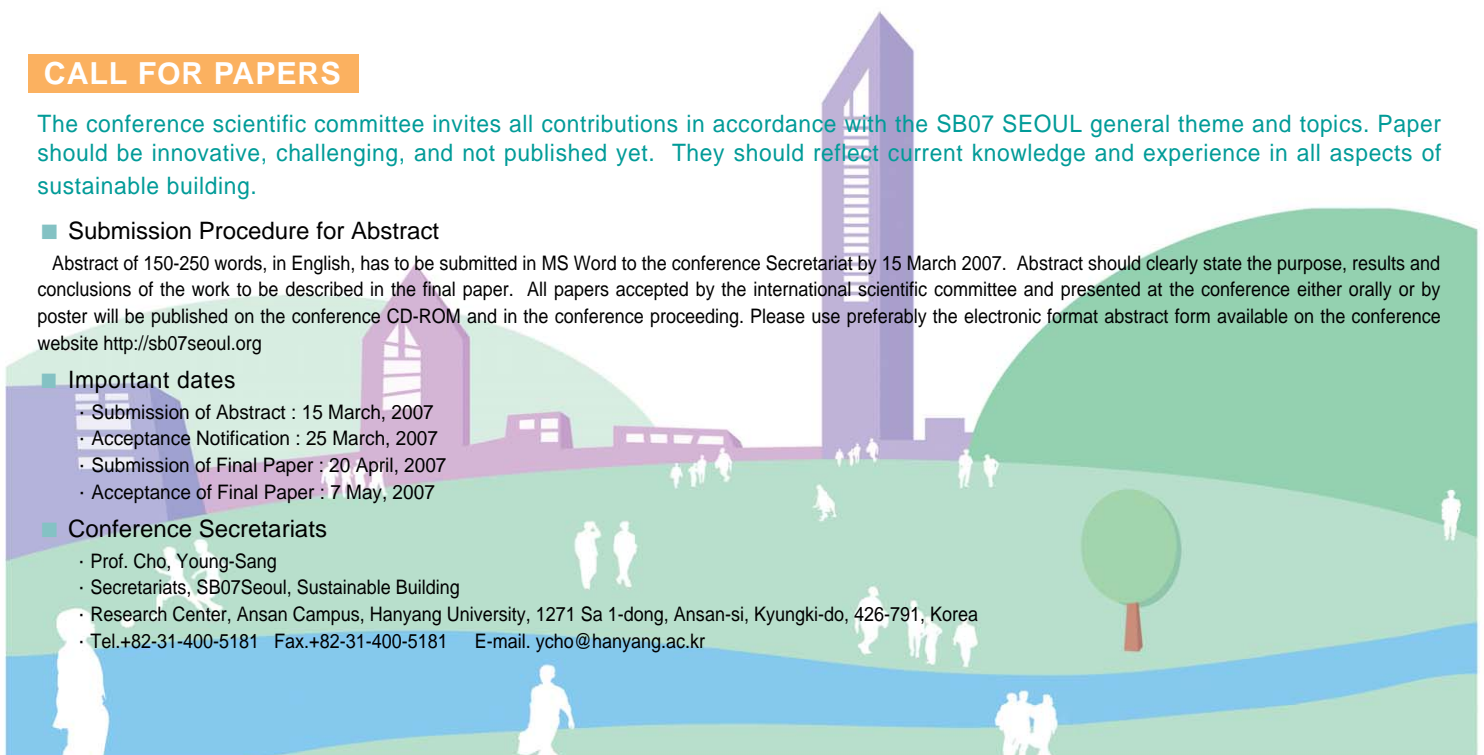 CALL FOR PAPERS
The conference scientific committee invites all contributions in accordance with the SB07 SEOUL general theme and topics. Paper
should be innovative, challenging, and not published yet. They should reflect current knowledge and experience in all aspects of
sustainable building.
■ Submission Procedure for Abstract
Abstract of 150-250 words, in English, has to be submitted in MS Word to the conference Secretariat by 15 March 2007. Abstract should clearly state the purpose, results and
conclusions of the work to be described in the final paper. All papers accepted by the international scientific committee and presented at the conference either orally or by
poster will be published on the conference CD-ROM and in the conference proceeding. Please use preferably the electronic format abstract form available on the conference
website http://sb07seoul.org
■ Important dates
· Submission of Abstract : 15 March, 2007
· Acceptance Notification : 25 March, 2007
· Submission of Final Paper : 20 April, 2007
· Acceptance of Final Paper : 7 May, 2007
■ Conference Secretariats
· Prof. Cho, Young-Sang
· Secretariats, SB07Seoul, Sustainable Building
· Research Center, Ansan Campus, Hanyang University, 1271 Sa 1-dong, Ansan-si, Kyungki-do, 426-791, Korea
· Tel.+82-31-400-5181 Fax.+82-31-400-5181 E-mail. ycho@hanyang.ac.kr